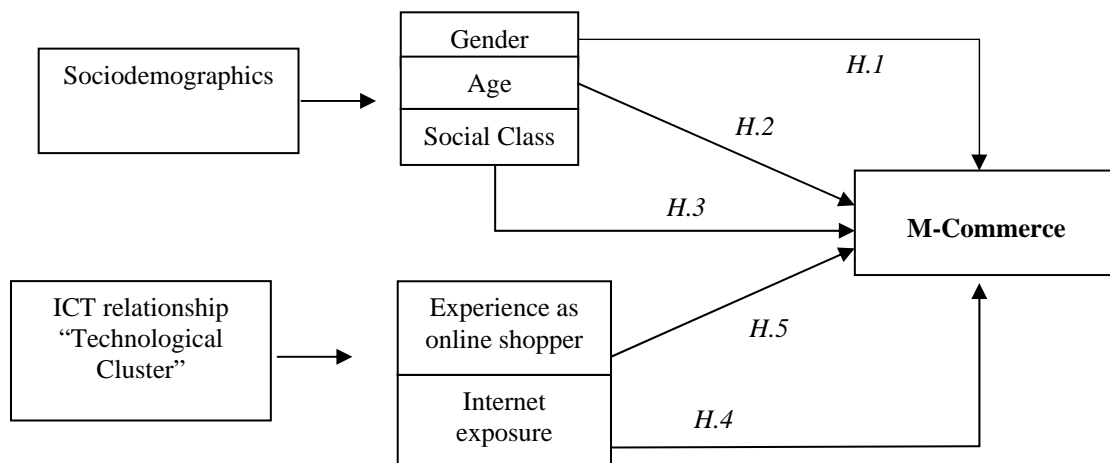 Sociodemographics
Gender
Age
Social Class
H.1
H.2
H.3
M-Commerce
ICT relationship
“Technological
Cluster”
Experience as
online shopper
Internet
exposure
H.5
H.4